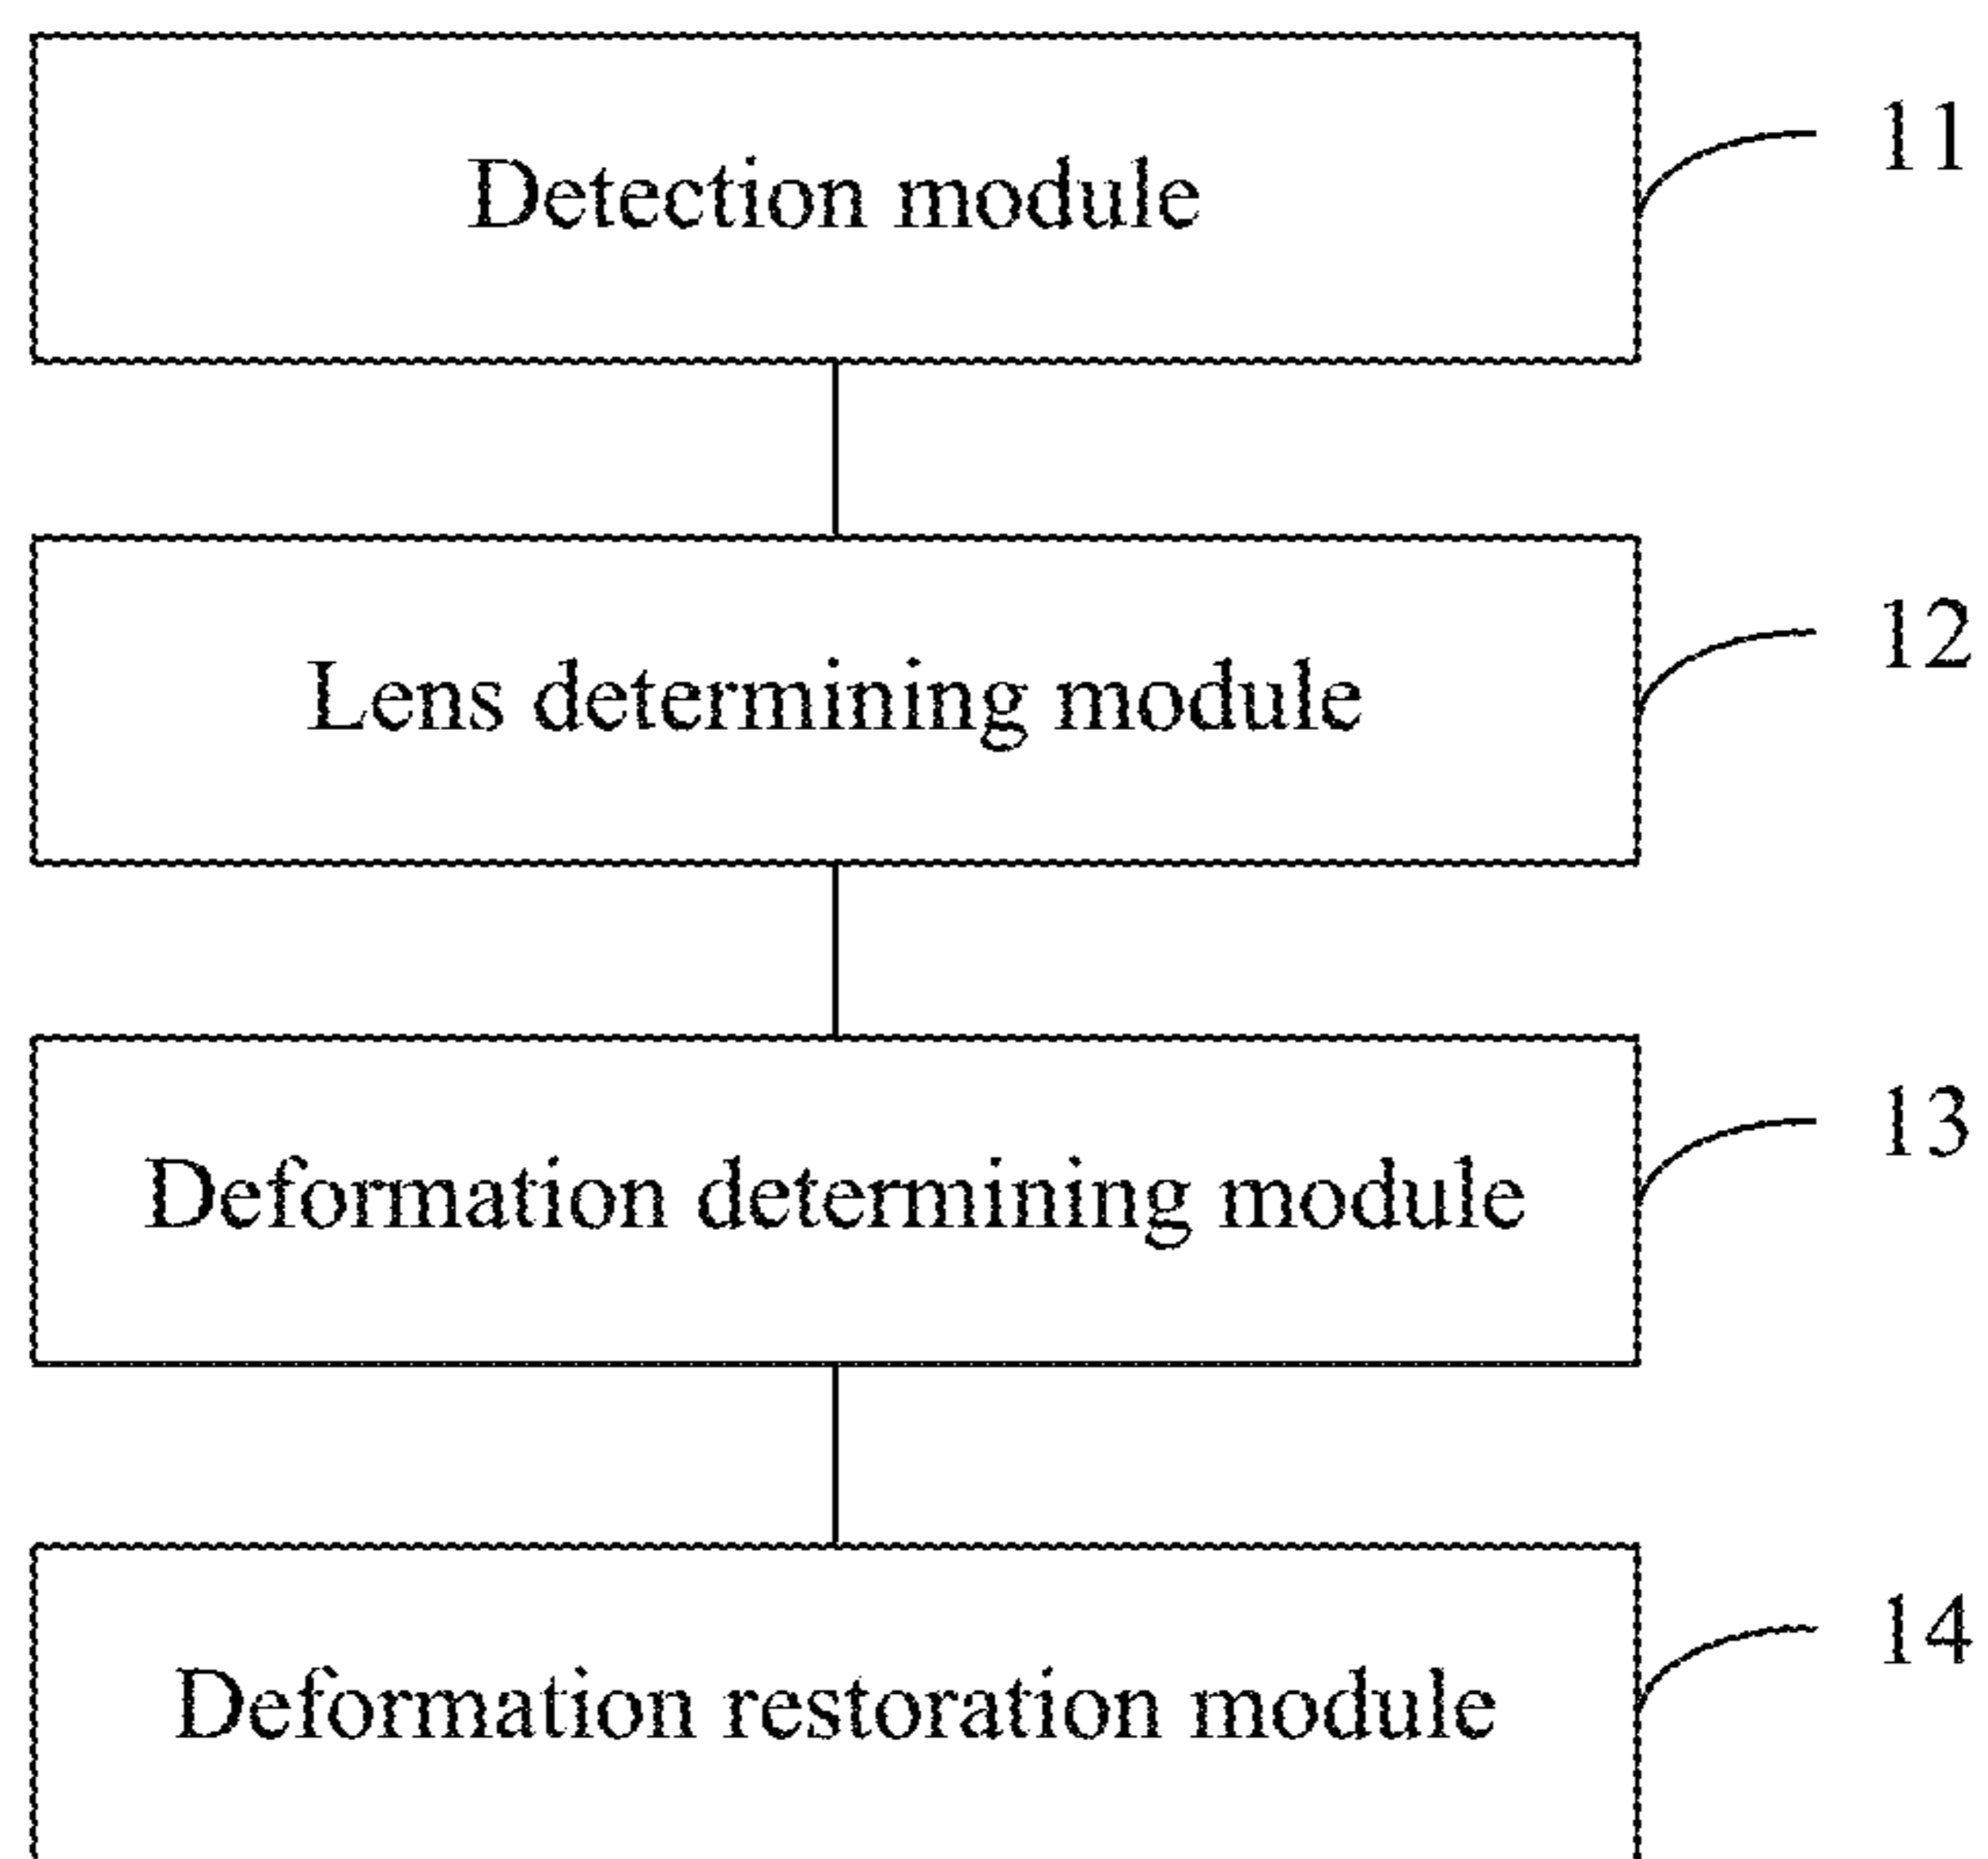 Detection module
11
Lens determining module
12
Deformation determining module
13
Deformation restoration module
14